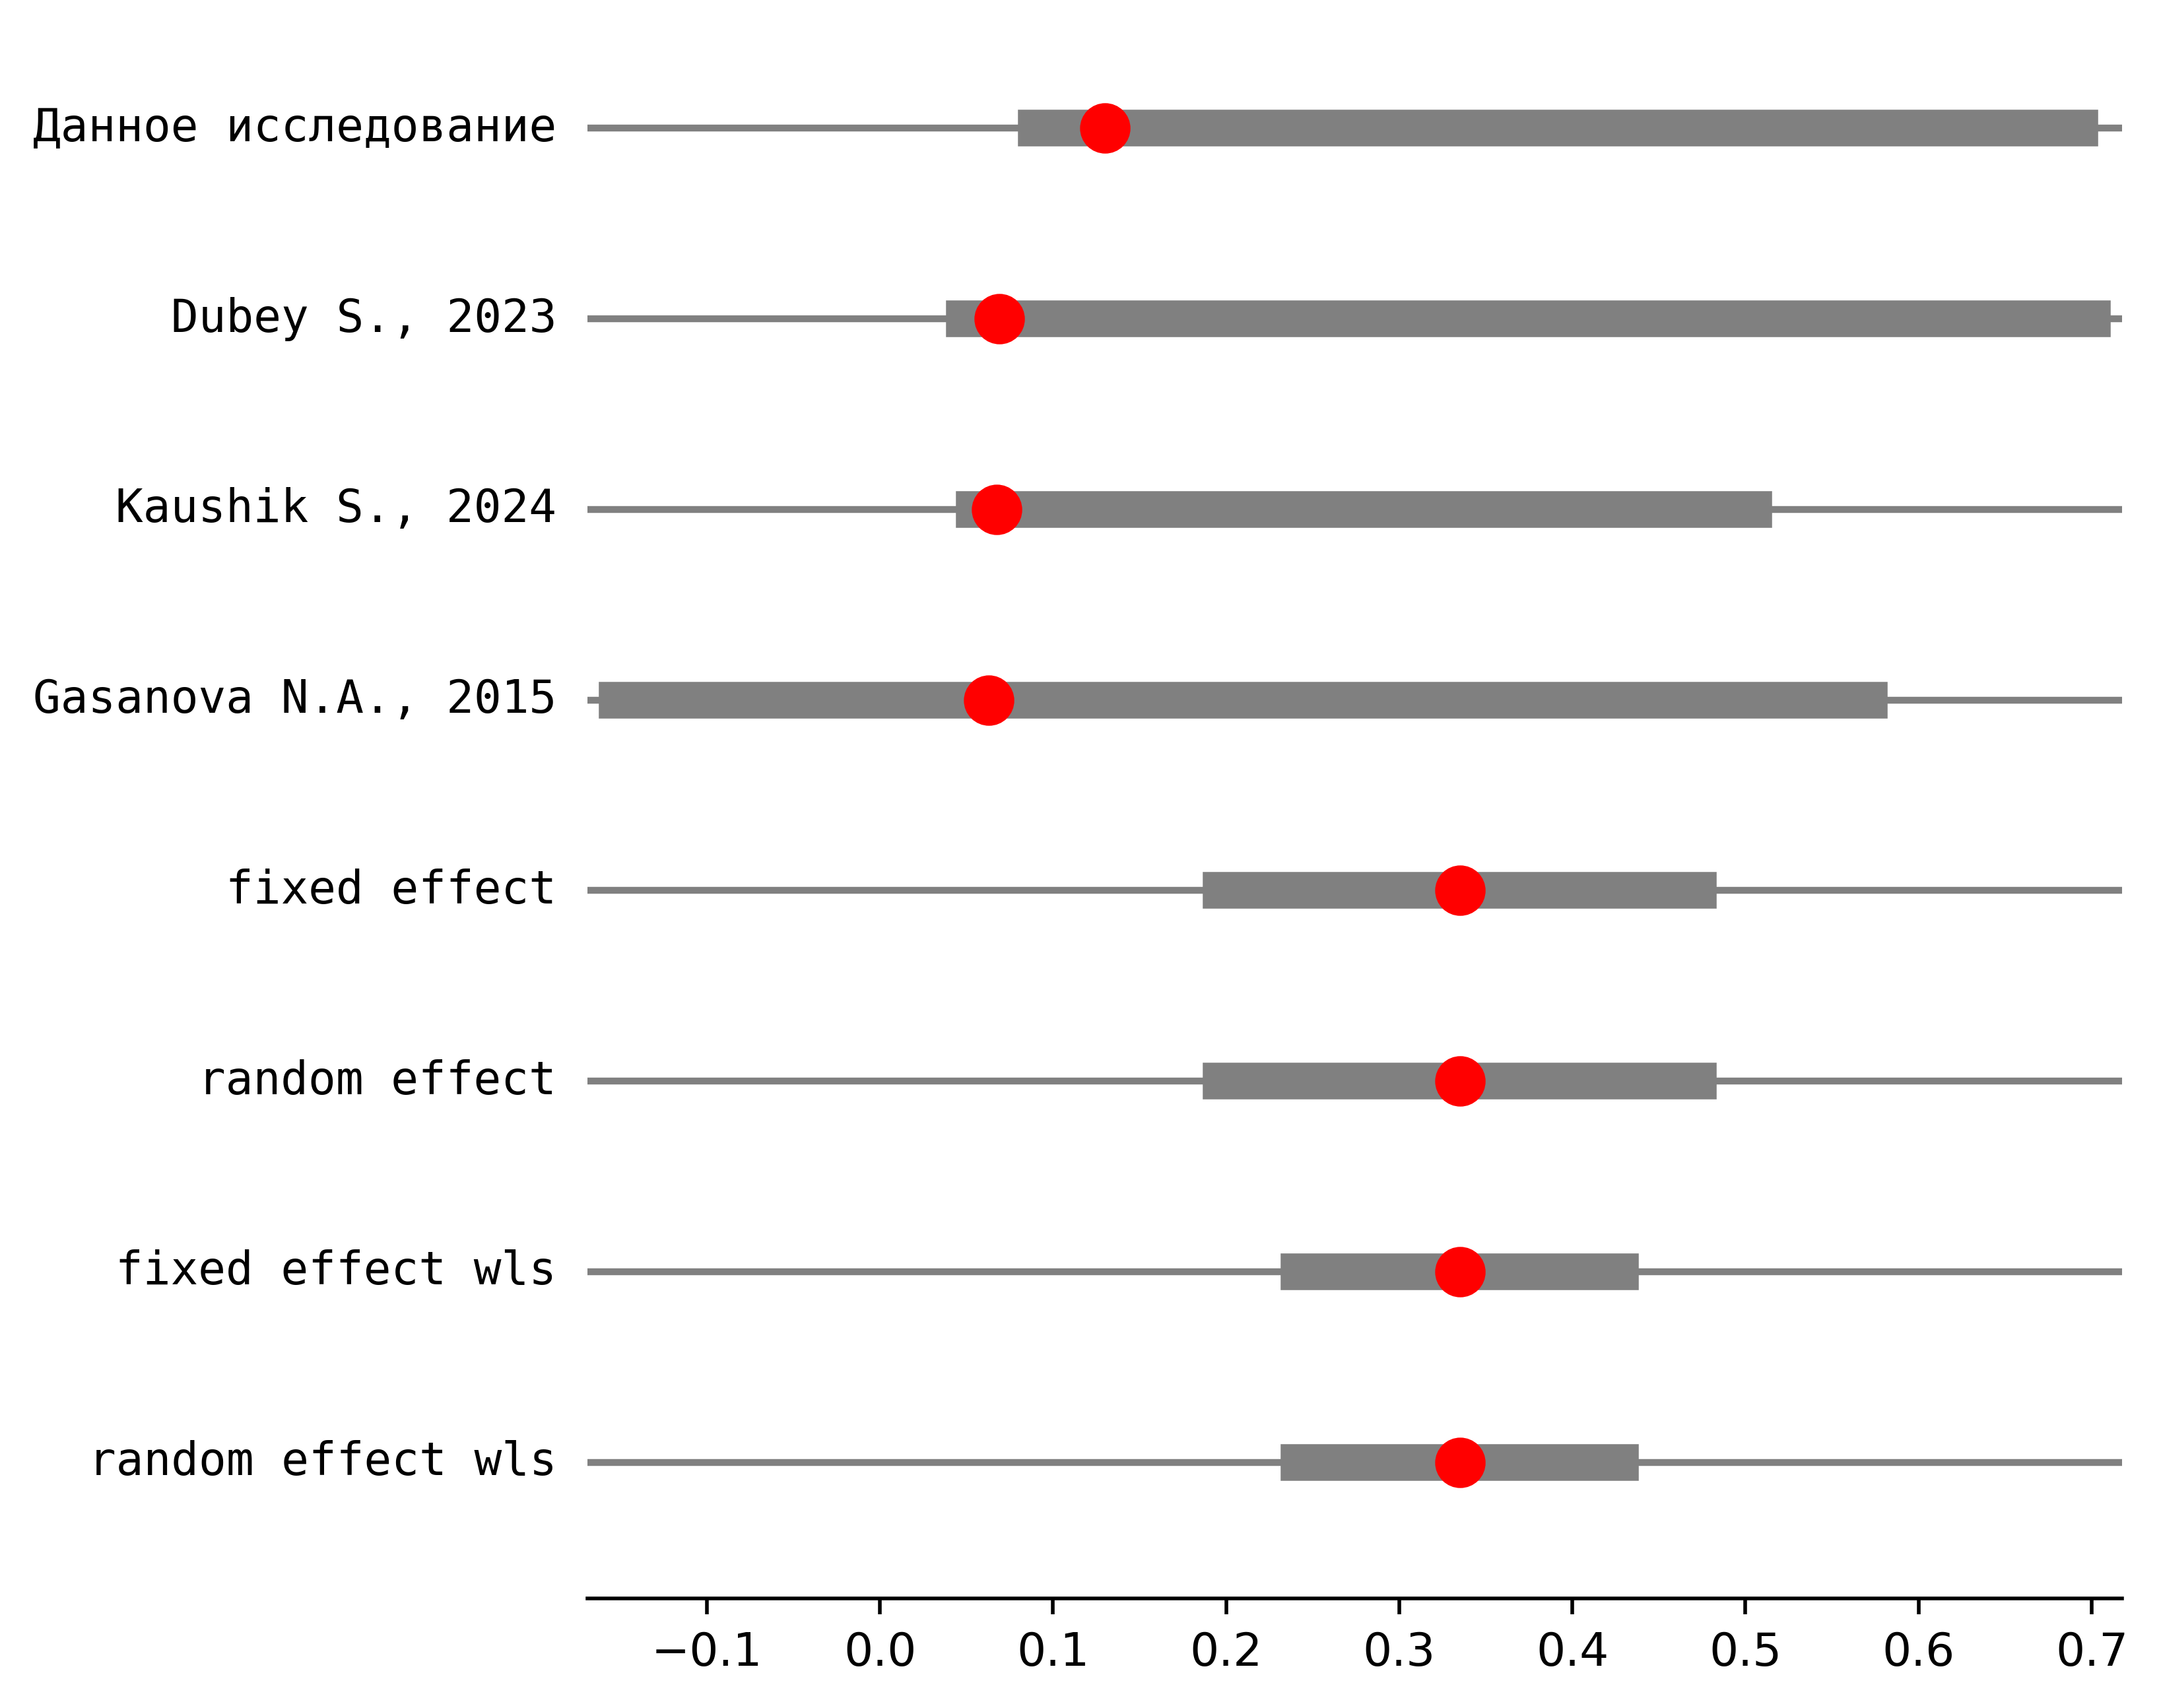 Данное исследование
Dubey S., 2023
Kaushik S., 2024
Gasanova N.A., 2015
fixed effect
random effect
fixed effect wls
random effect wls
−0.1 0.0 0.1 0.2 0.3 0.4 0.5 0.6 0.7